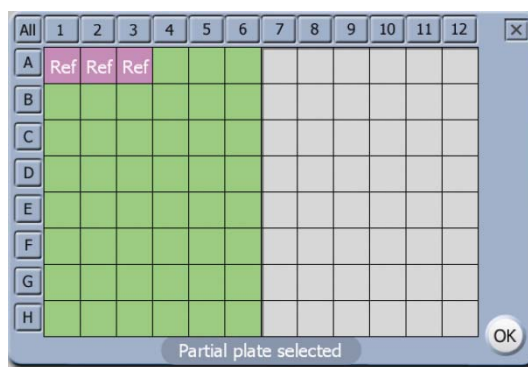 All 1 2 3 4 5 6 7 8 9 10 11 12
A Ref Ref Ref
B
C
D
E
F
G
H
OK
Partial plate selected